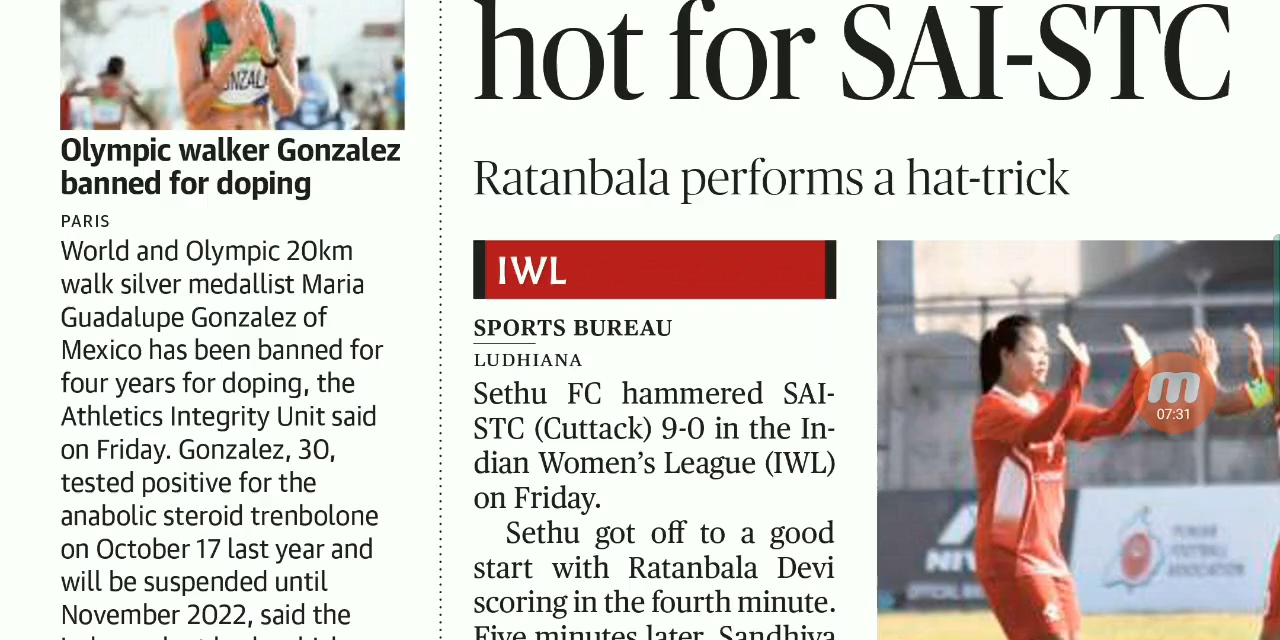 Olympic walker Gonzalez
banned for doping
PARIS
World and Olympic 20km
walk silver medallist Maria
Guadalupe Gonzalez of
Mexico has been banned for
four years for doping, the
Athletics Integrity Unit said
on Friday. Gonzalez, 30,
tested positive for the
anabolic steroid trenbolone
on October 17 last year and
will be suspended until
November 2022, said the
hot for SAI-STC
Ratanbala performs a hat-trick
IWL
SPORTS BUREAU
LUDHIANA
Sethu FC hammered SAI-
STC (Cuttack) 9-0 in the In-
dian Women's League (IWL)
on Friday.
Sethu got off to a good
start with Ratanbala Devi
scoring in the fourth minute.
Five minutes later, Sandhiya
07:31